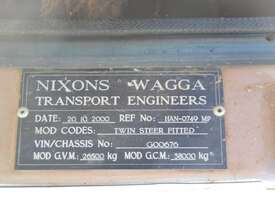 NIXONS WAGGA
TRANSPORT ENGINEERS
DATE: 20.10.2000 REF No: HAN-0749 MP
MOD CODES: TWIN STEER FITTED
VIN/CHASSIS No: G00676
MOD G.V.M: 26500 kg MOD G.C.M: 38000 kg